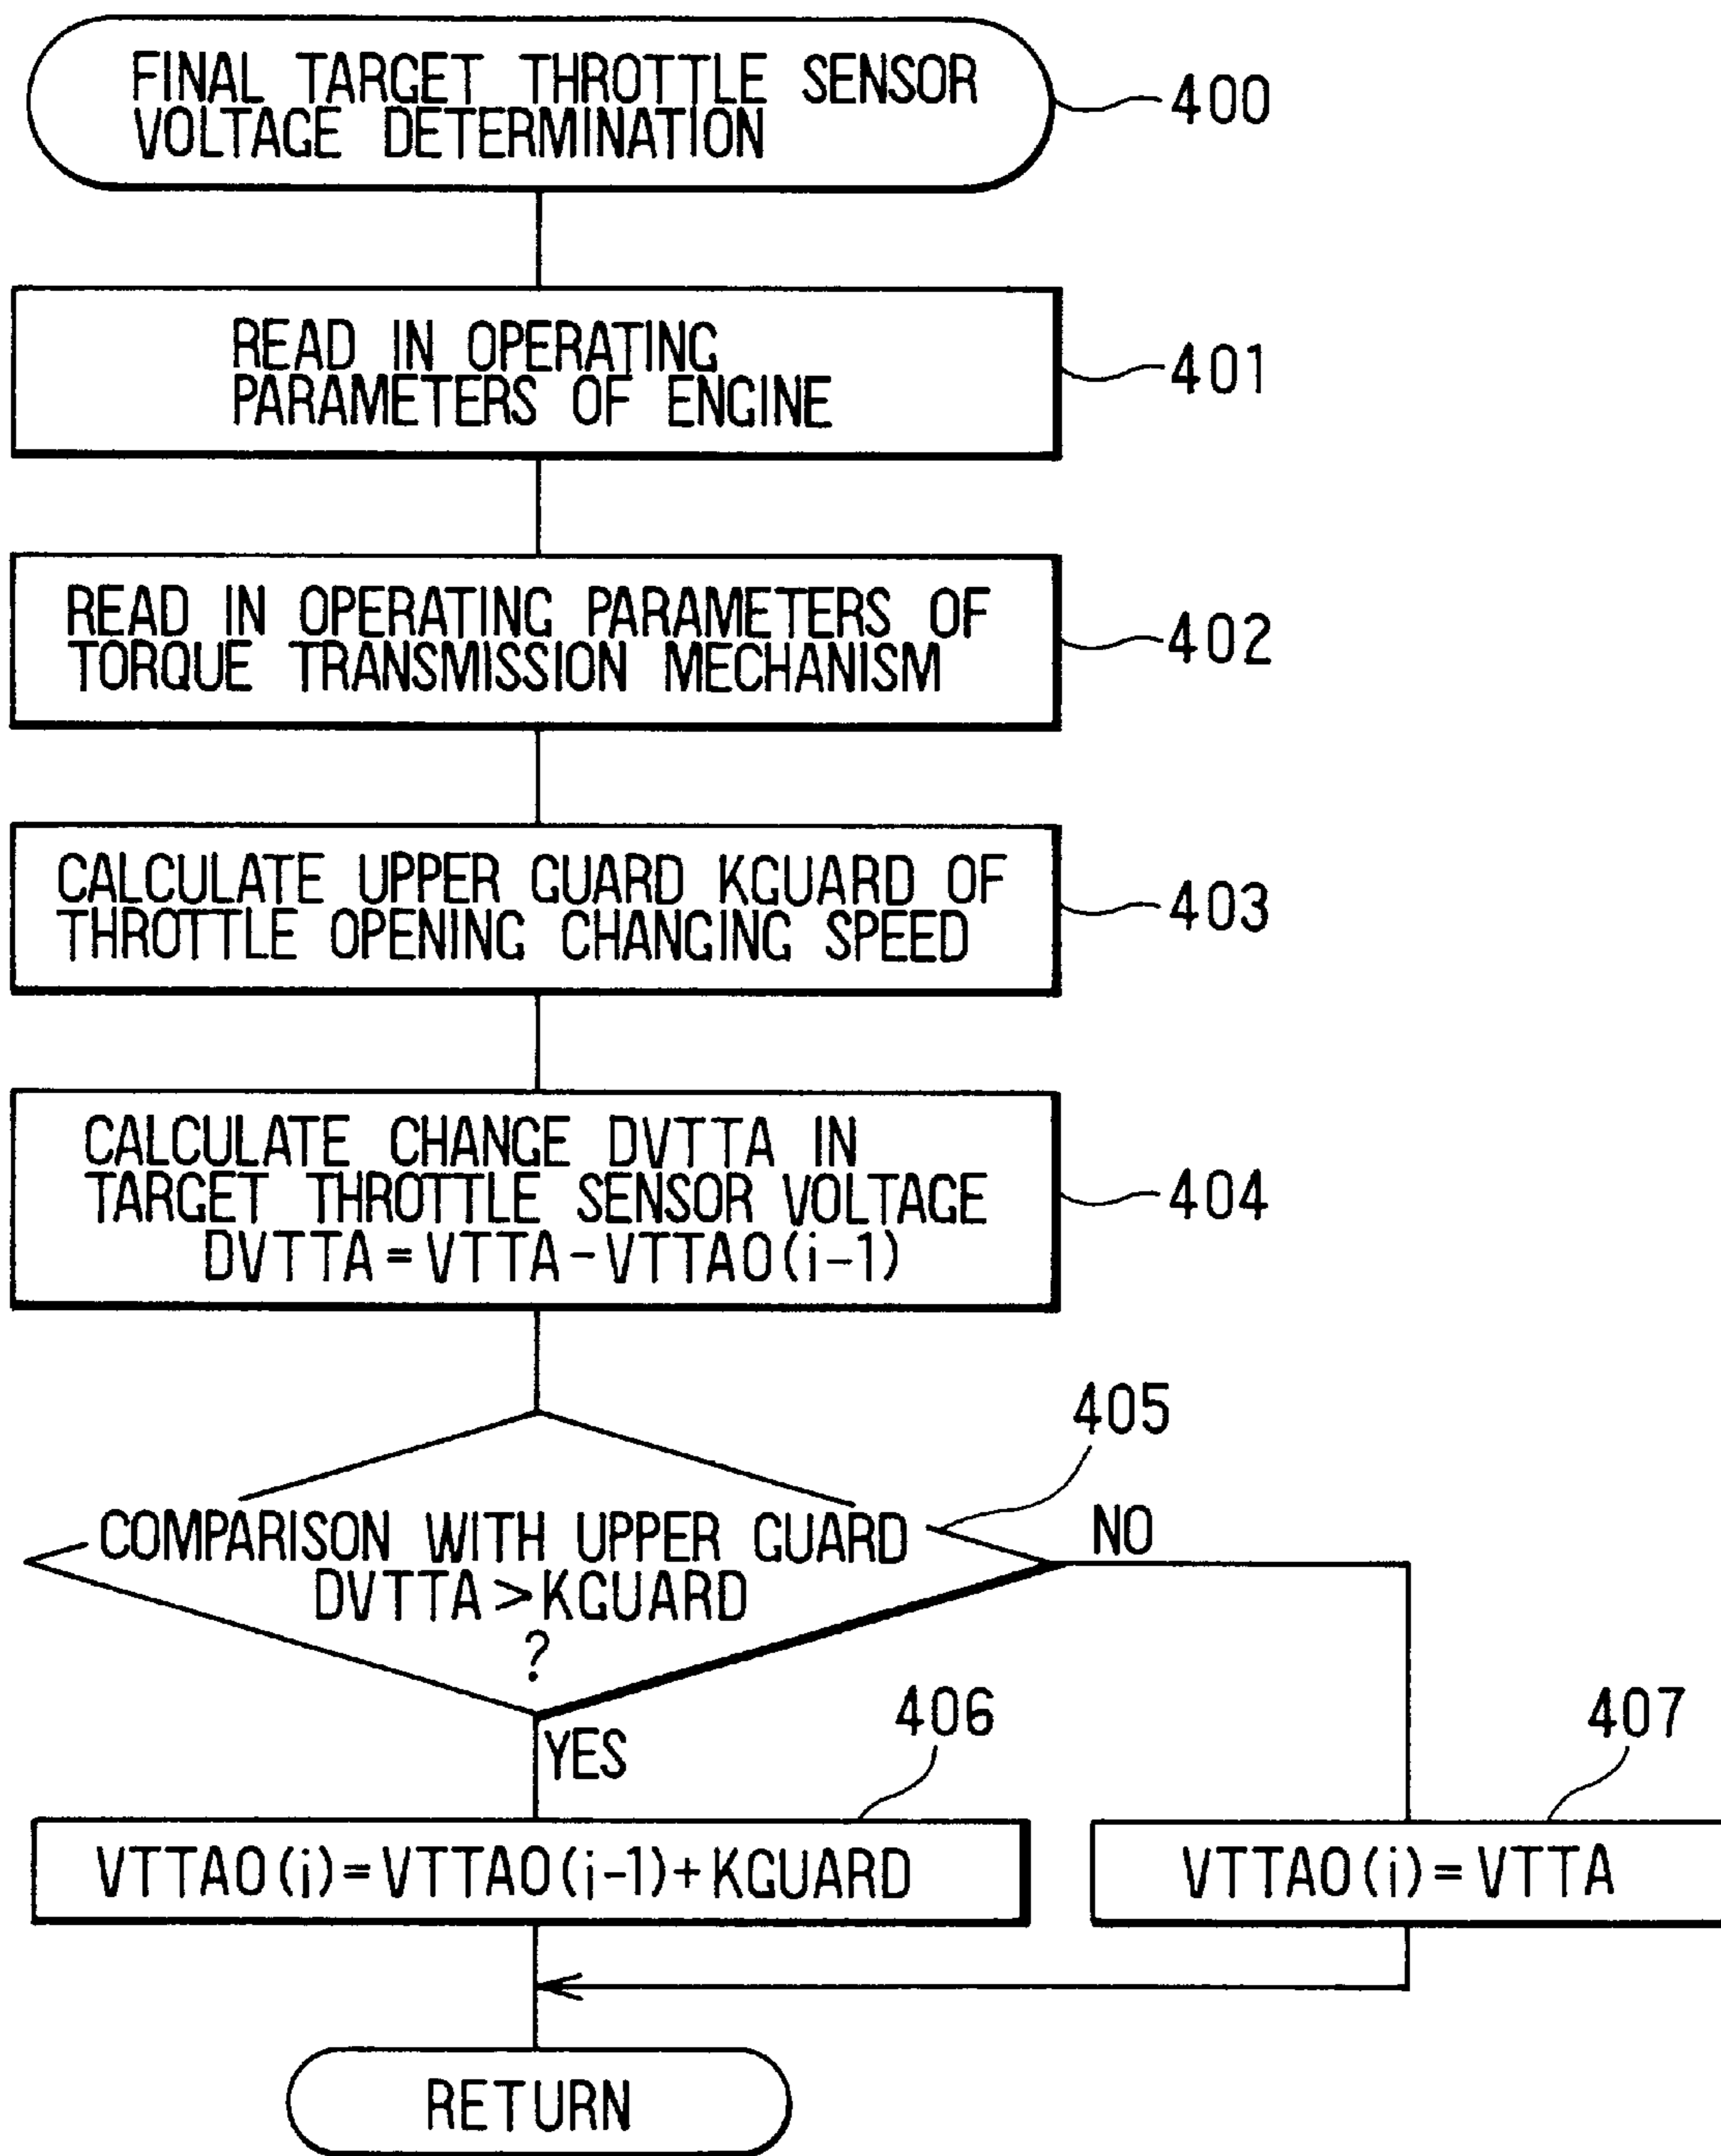 FINAL TARGET THROTTLE SENSOR
VOLTAGE DETERMINATION
400
READ IN OPERATING
PARAMETERS OF ENGINE
401
READ IN OPERATING PARAMETERS OF
TORQUE TRANSMISSION MECHANISM
402
CALCULATE UPPER GUARD KGUARD OF
THROTTLE OPENING CHANGING SPEED
403
CALCULATE CHANGE DVTTA IN
TARGET THROTTLE SENSOR VOLTAGE
DVTTA=VTTA-VTTAO(i-1)
404
405
COMPARISON WITH UPPER GUARD
DVTTA>KGUARD
?
NO
YES
406
VTTAO(i)=VTTAO(i-1)+KGUARD
407
VTTAO(i)=VTTA
RETURN